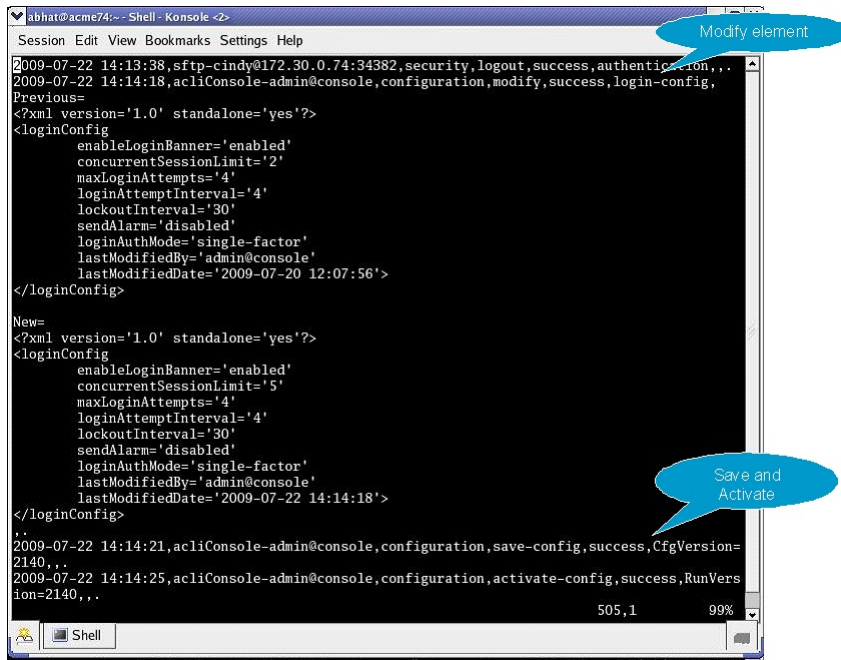 abhat@acme74:~ - Shell - Konsole <2>
Modify element
Session Edit View Bookmarks Settings Help
2009-07-22 14:13:38,sftp-cindy@172.30.0.74:34382,security,logout,success,authentication,,.
2009-07-22 14:14:18,acliConsole-admin@console,configuration,modify,success,login-config,
Previous=
<?xml version='1.0' standalone='yes'?>
<loginConfig
enableLoginBanner='enabled'
concurrentSessionLimit='2'
maxLoginAttempts='4'
loginAttemptInterval='4'
lockoutInterval='30'
sendAlarm='disabled'
loginAuthMode='single-factor'
lastModifiedBy='admin@console'
lastModifiedDate='2009-07-20 12:07:56'>
</loginConfig>
New=
<?xml version='1.0' standalone='yes'?>
<loginConfig
enableLoginBanner='enabled'
concurrentSessionLimit='5'
maxLoginAttempts='4'
loginAttemptInterval='4'
lockoutInterval='30'
sendAlarm='disabled'
loginAuthMode='single-factor'
lastModifiedBy='admin@console'
lastModifiedDate='2009-07-22 14:14:18'>
</loginConfig>
,.
Save and
Activate
2009-07-22 14:14:21,acliConsole-admin@console,configuration,save-config,success,CfgVersion=
2140,,.
2009-07-22 14:14:25,acliConsole-admin@console,configuration,activate-config,success,RunVers
ion=2140,,.
505,1 99%
Shell